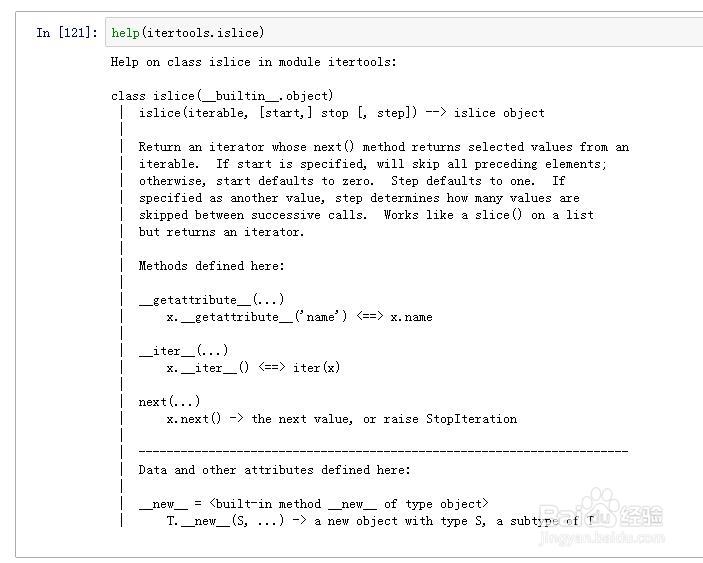 In [121]: help(itertools.islice)
Help on class islice in module itertools:
class islice(__builtin__.object)
 |  islice(iterable, [start,] stop [, step]) --> islice object
 |
 |  Return an iterator whose next() method returns selected values from an
 |  iterable.  If start is specified, will skip all preceding elements;
 |  otherwise, start defaults to zero.  Step defaults to one.  If
 |  specified as another value, step determines how many values are
 |  skipped between successive calls.  Works like a slice() on a list
 |  but returns an iterator.
 |
 |  Methods defined here:
 |
 |  __getattribute__(...)
 |      x.__getattribute__('name') <==> x.name
 |
 |  __iter__(...)
 |      x.__iter__() <==> iter(x)
 |
 |  next(...)
 |      x.next() -> the next value, or raise StopIteration
 |
 |  ----------------------------------------------------------------------
 |  Data and other attributes defined here:
 |
 |  __new__ = <built-in method __new__ of type object>
 |      T.__new__(S, ...) -> a new object with type S, a subtype of T
Baidu 经验
jingyan.baidu.com